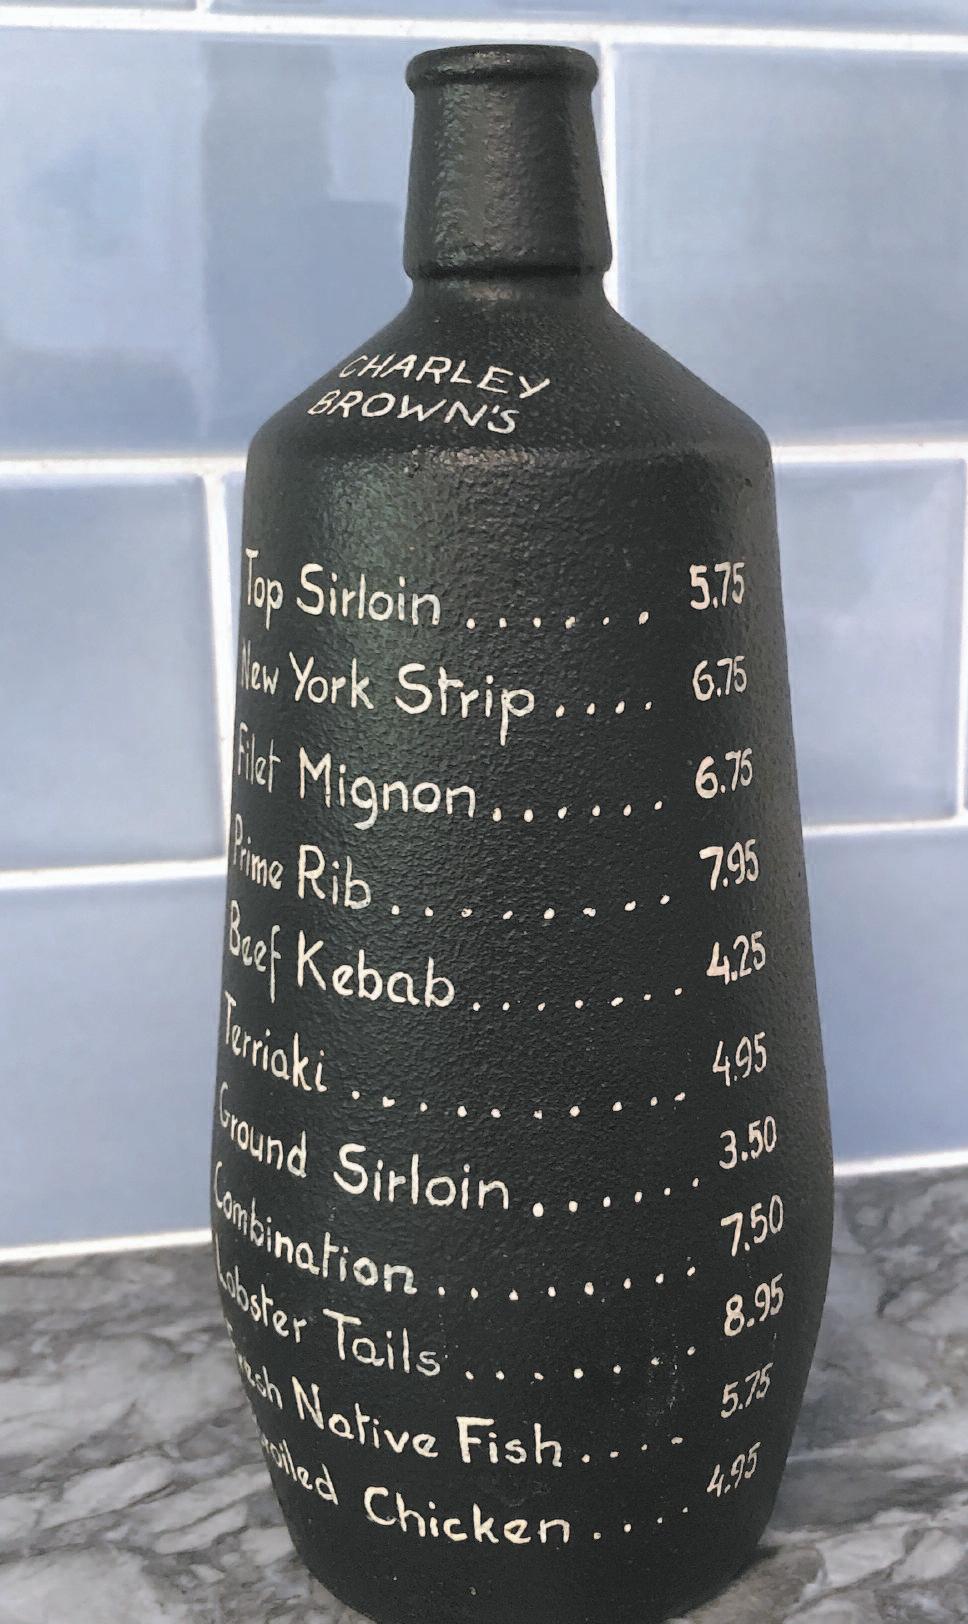 CHARLEY
BROWN'S
Top Sirloin ...... 5.75
New York Strip .... 6.75
Filet Mignon ...... 6.75
Prime Rib ......... 7.95
Beef Kebab ....... 4.25
Terriaki ........... 4.95
Ground Sirloin ...... 3.50
Combination ........ 7.50
Lobster Tails ....... 8.95
Fresh Native Fish .... 5.75
Broiled Chicken .... 4.95